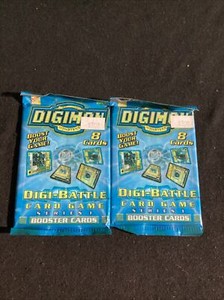 DIGIMON
BOOST YOUR GAME!
8 Cards
DIGI-BATTLE
CARD GAME
SERIES 1
BOOSTER CARDS
DIGIMON
BOOST YOUR GAME!
8 Cards
DIGI-BATTLE
CARD GAME
SERIES 1
BOOSTER CARDS